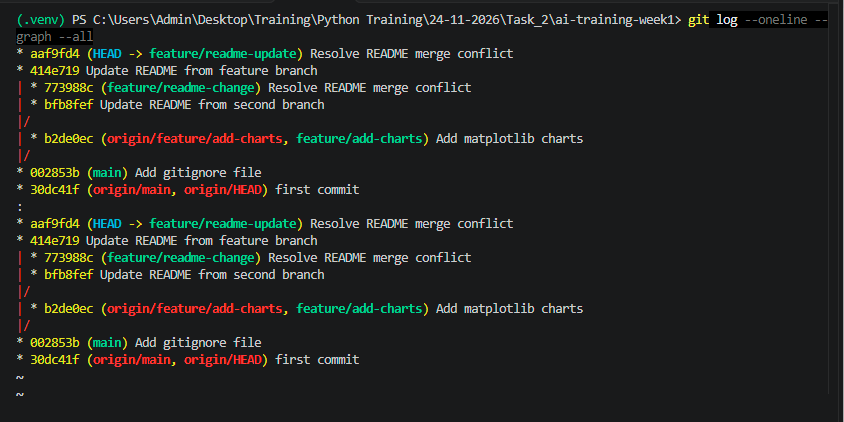 (.venv) PS C:\Users\Admin\Desktop\Training\Python Training\24-11-2026\Task_2\ai-training-week1> git log --oneline --
graph --all
* aaf9fd4 (HEAD -> feature/readme-update) Resolve README merge conflict
* 414e719 Update README from feature branch
| * 773988c (feature/readme-change) Resolve README merge conflict
| * bfb8fef Update README from second branch
|/
| * b2de0ec (origin/feature/add-charts, feature/add-charts) Add matplotlib charts
|/
* 002853b (main) Add gitignore file
* 30dc41f (origin/main, origin/HEAD) first commit
:
* aaf9fd4 (HEAD -> feature/readme-update) Resolve README merge conflict
* 414e719 Update README from feature branch
| * 773988c (feature/readme-change) Resolve README merge conflict
| * bfb8fef Update README from second branch
|/
| * b2de0ec (origin/feature/add-charts, feature/add-charts) Add matplotlib charts
|/
* 002853b (main) Add gitignore file
* 30dc41f (origin/main, origin/HEAD) first commit
~
~